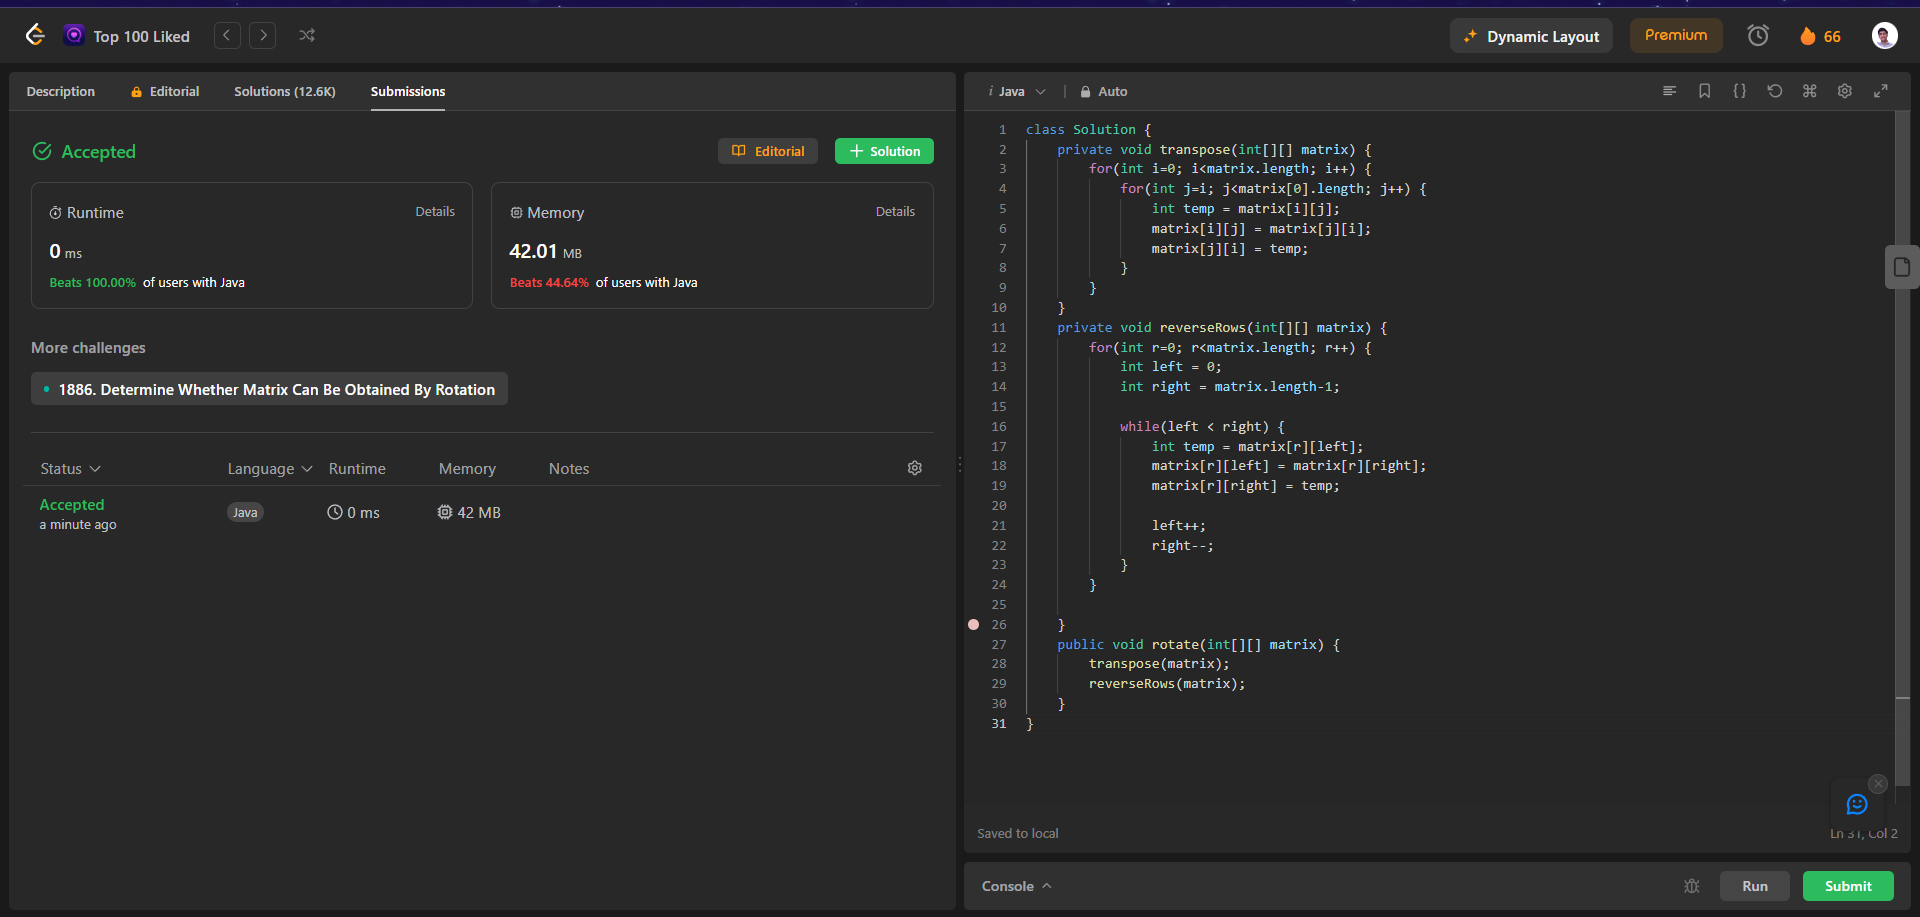 Top 100 Liked
Dynamic Layout
Premium
66
Description
Editorial
Solutions (12.6K)
Submissions
Accepted
Editorial
Solution
Runtime
Details
0 ms
Beats 100.00% of users with Java
Memory
Details
42.01 MB
Beats 44.64% of users with Java
More challenges
1886. Determine Whether Matrix Can Be Obtained By Rotation
Status
Language
Runtime
Memory
Notes
Accepted
a minute ago
Java
0 ms
42 MB
i Java
Auto
1 class Solution {
2 private void transpose(int[][] matrix) {
3 for(int i=0; i<matrix.length; i++) {
4 for(int j=i; j<matrix[0].length; j++) {
5 int temp = matrix[i][j];
6 matrix[i][j] = matrix[j][i];
7 matrix[j][i] = temp;
8 }
9 }
10 }
11 private void reverseRows(int[][] matrix) {
12 for(int r=0; r<matrix.length; r++) {
13 int left = 0;
14 int right = matrix.length-1;
15
16 while(left < right) {
17 int temp = matrix[r][left];
18 matrix[r][left] = matrix[r][right];
19 matrix[r][right] = temp;
20
21 left++;
22 right--;
23 }
24 }
25
26 }
27 public void rotate(int[][] matrix) {
28 transpose(matrix);
29 reverseRows(matrix);
30 }
31 }
Saved to local
Ln 31, Col 2
Console
Run
Submit